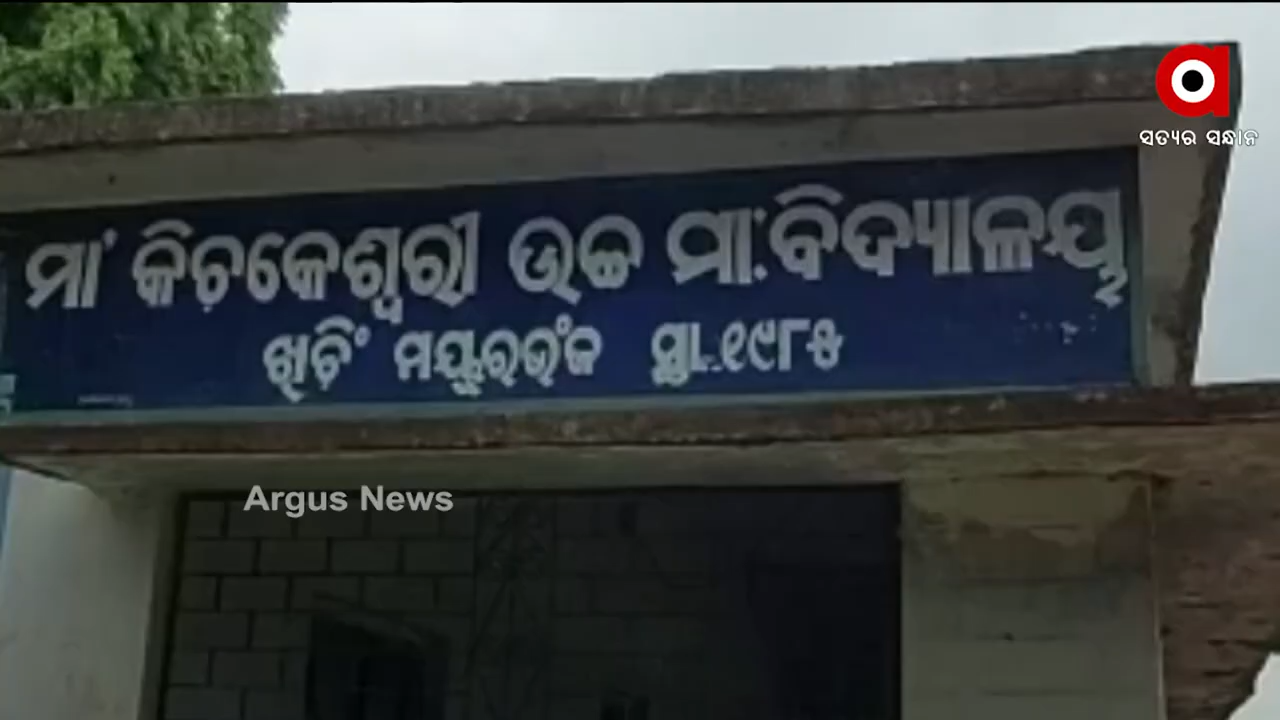 ସତ୍ୟର ସନ୍ଧାନ
ମା' କିଚକେଶ୍ୱରୀ ଉଚ୍ଚ ମା:ବିଦ୍ୟାଳୟ
ଖିଚିଂ ମୟୁରଭଂଜ ସ୍ଥା..୧୯୮୫
Argus News